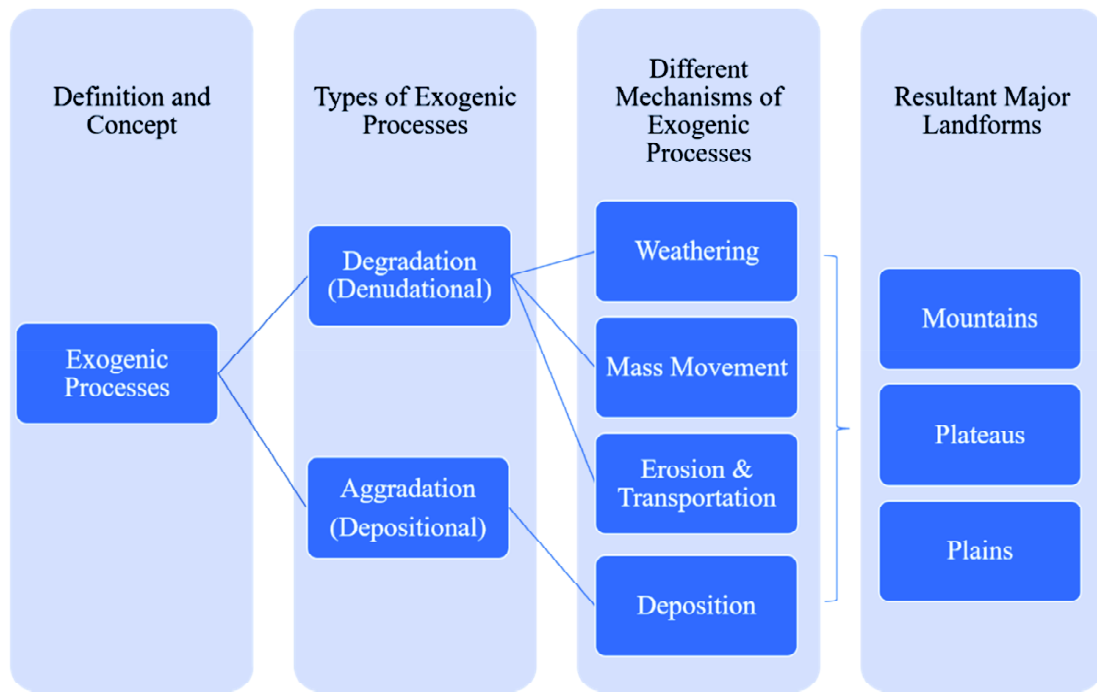 Definition and
Concept
Types of Exogenic
Processes
Different
Mechanisms of
Exogenic
Processes
Resultant Major
Landforms
Exogenic
Processes
Degradation
(Denudational)
Aggradation
(Depositional)
Weathering
Mass Movement
Erosion &
Transportation
Deposition
Mountains
Plateaus
Plains